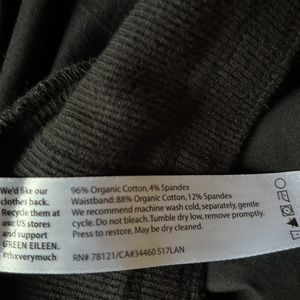 We'd like our
clothes back.
Recycle them at
our US stores
and support
GREEN EILEEN.
#thxverymuch
96% Organic Cotton, 4% Spandex
Waistband: 88% Organic Cotton, 12% Spandex
We recommend machine wash cold, separately, gentle
cycle. Do not bleach. Tumble dry low, remove promptly.
Press to restore. May be dry cleaned.
RN# 78121/CA#34460 517LAN